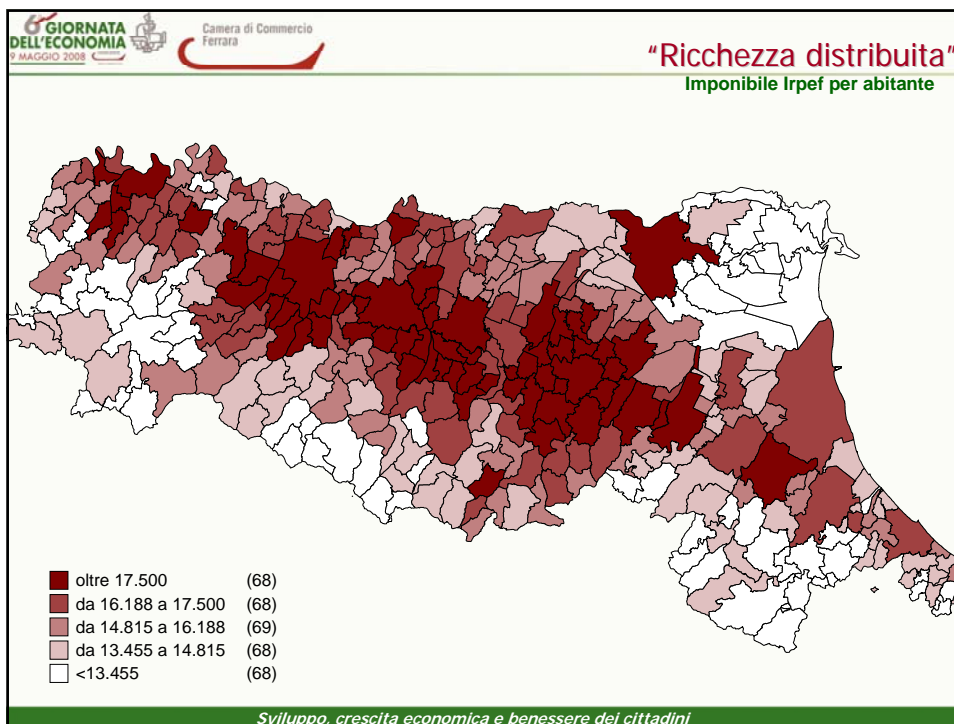 6ª GIORNATA
DELL'ECONOMIA
9 MAGGIO 2008
Camera di Commercio
Ferrara
"Ricchezza distribuita"
Imponibile Irpef per abitante
oltre 17.500 (68)
da 16.188 a 17.500 (68)
da 14.815 a 16.188 (69)
da 13.455 a 14.815 (68)
<13.455 (68)
Sviluppo, crescita economica e benessere dei cittadini